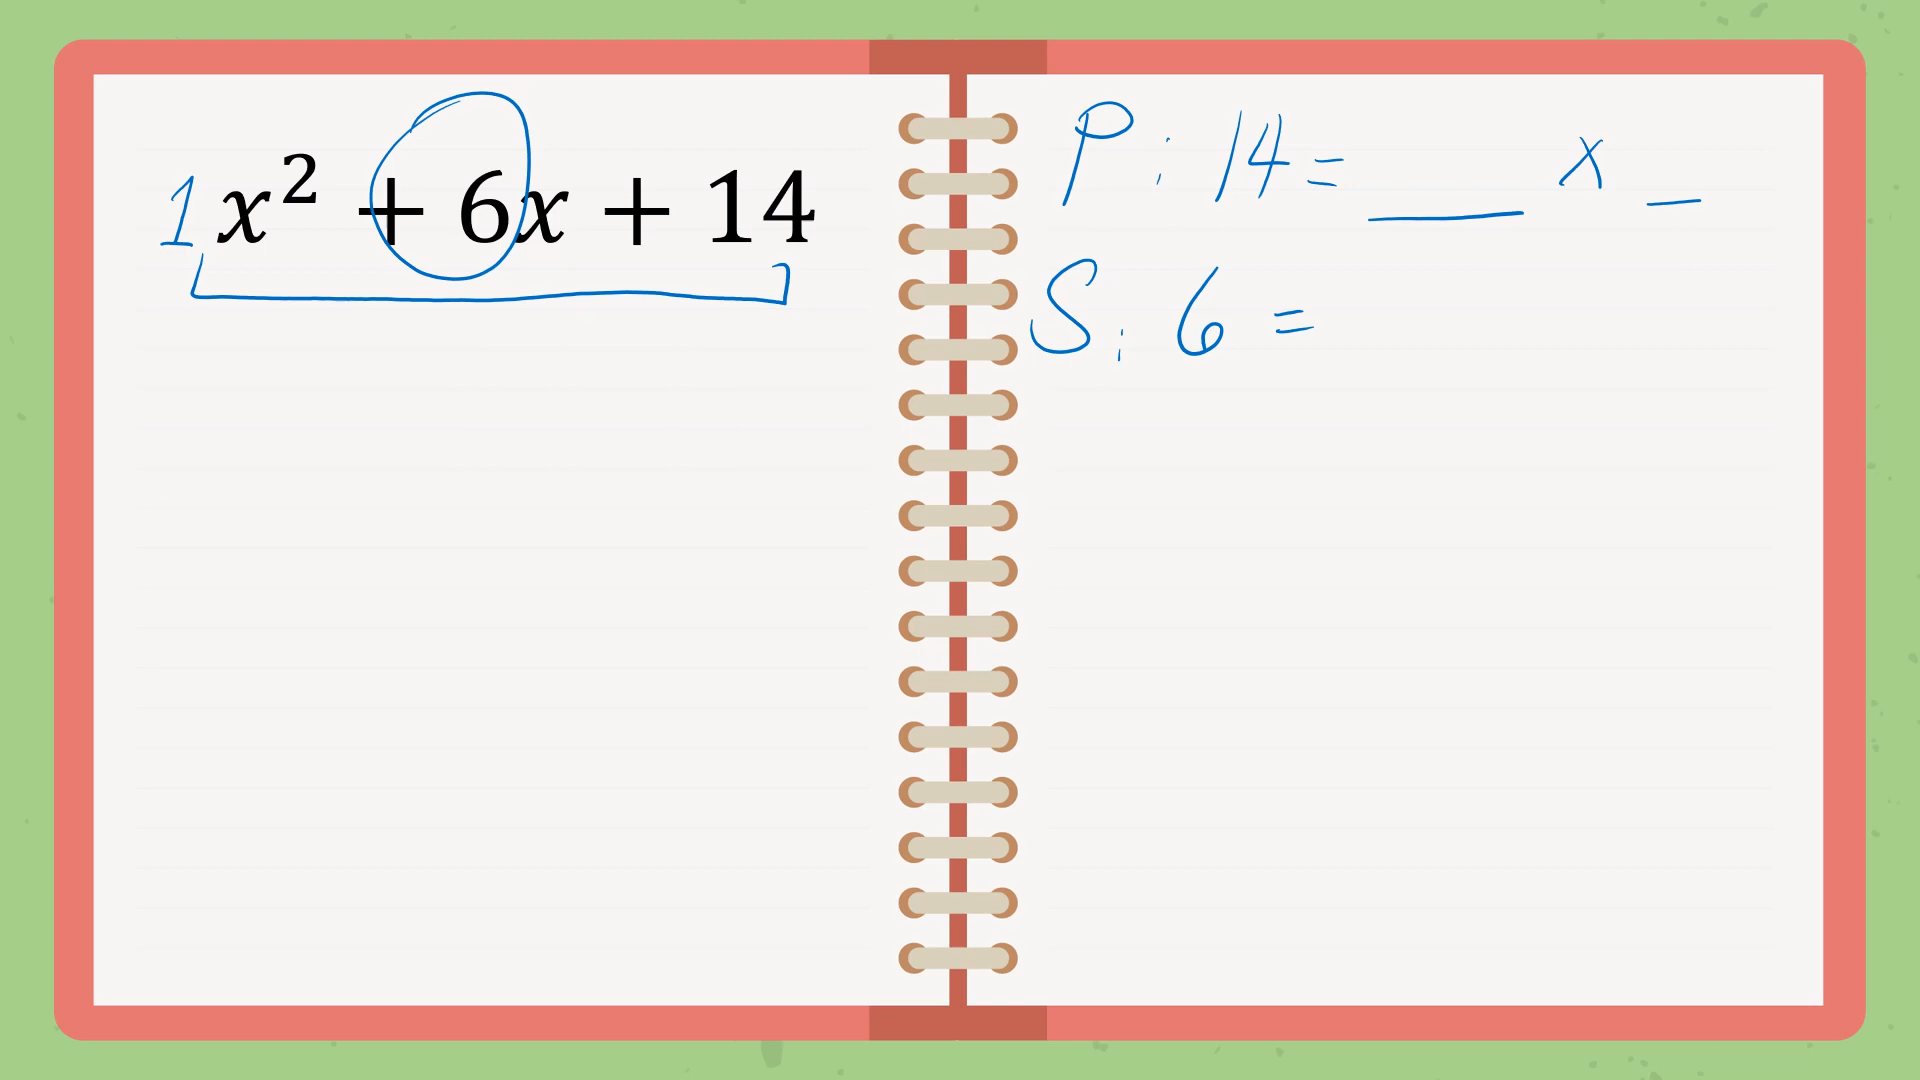 1x² + 6x + 14
P: 14 = ___ x _
S: 6 =